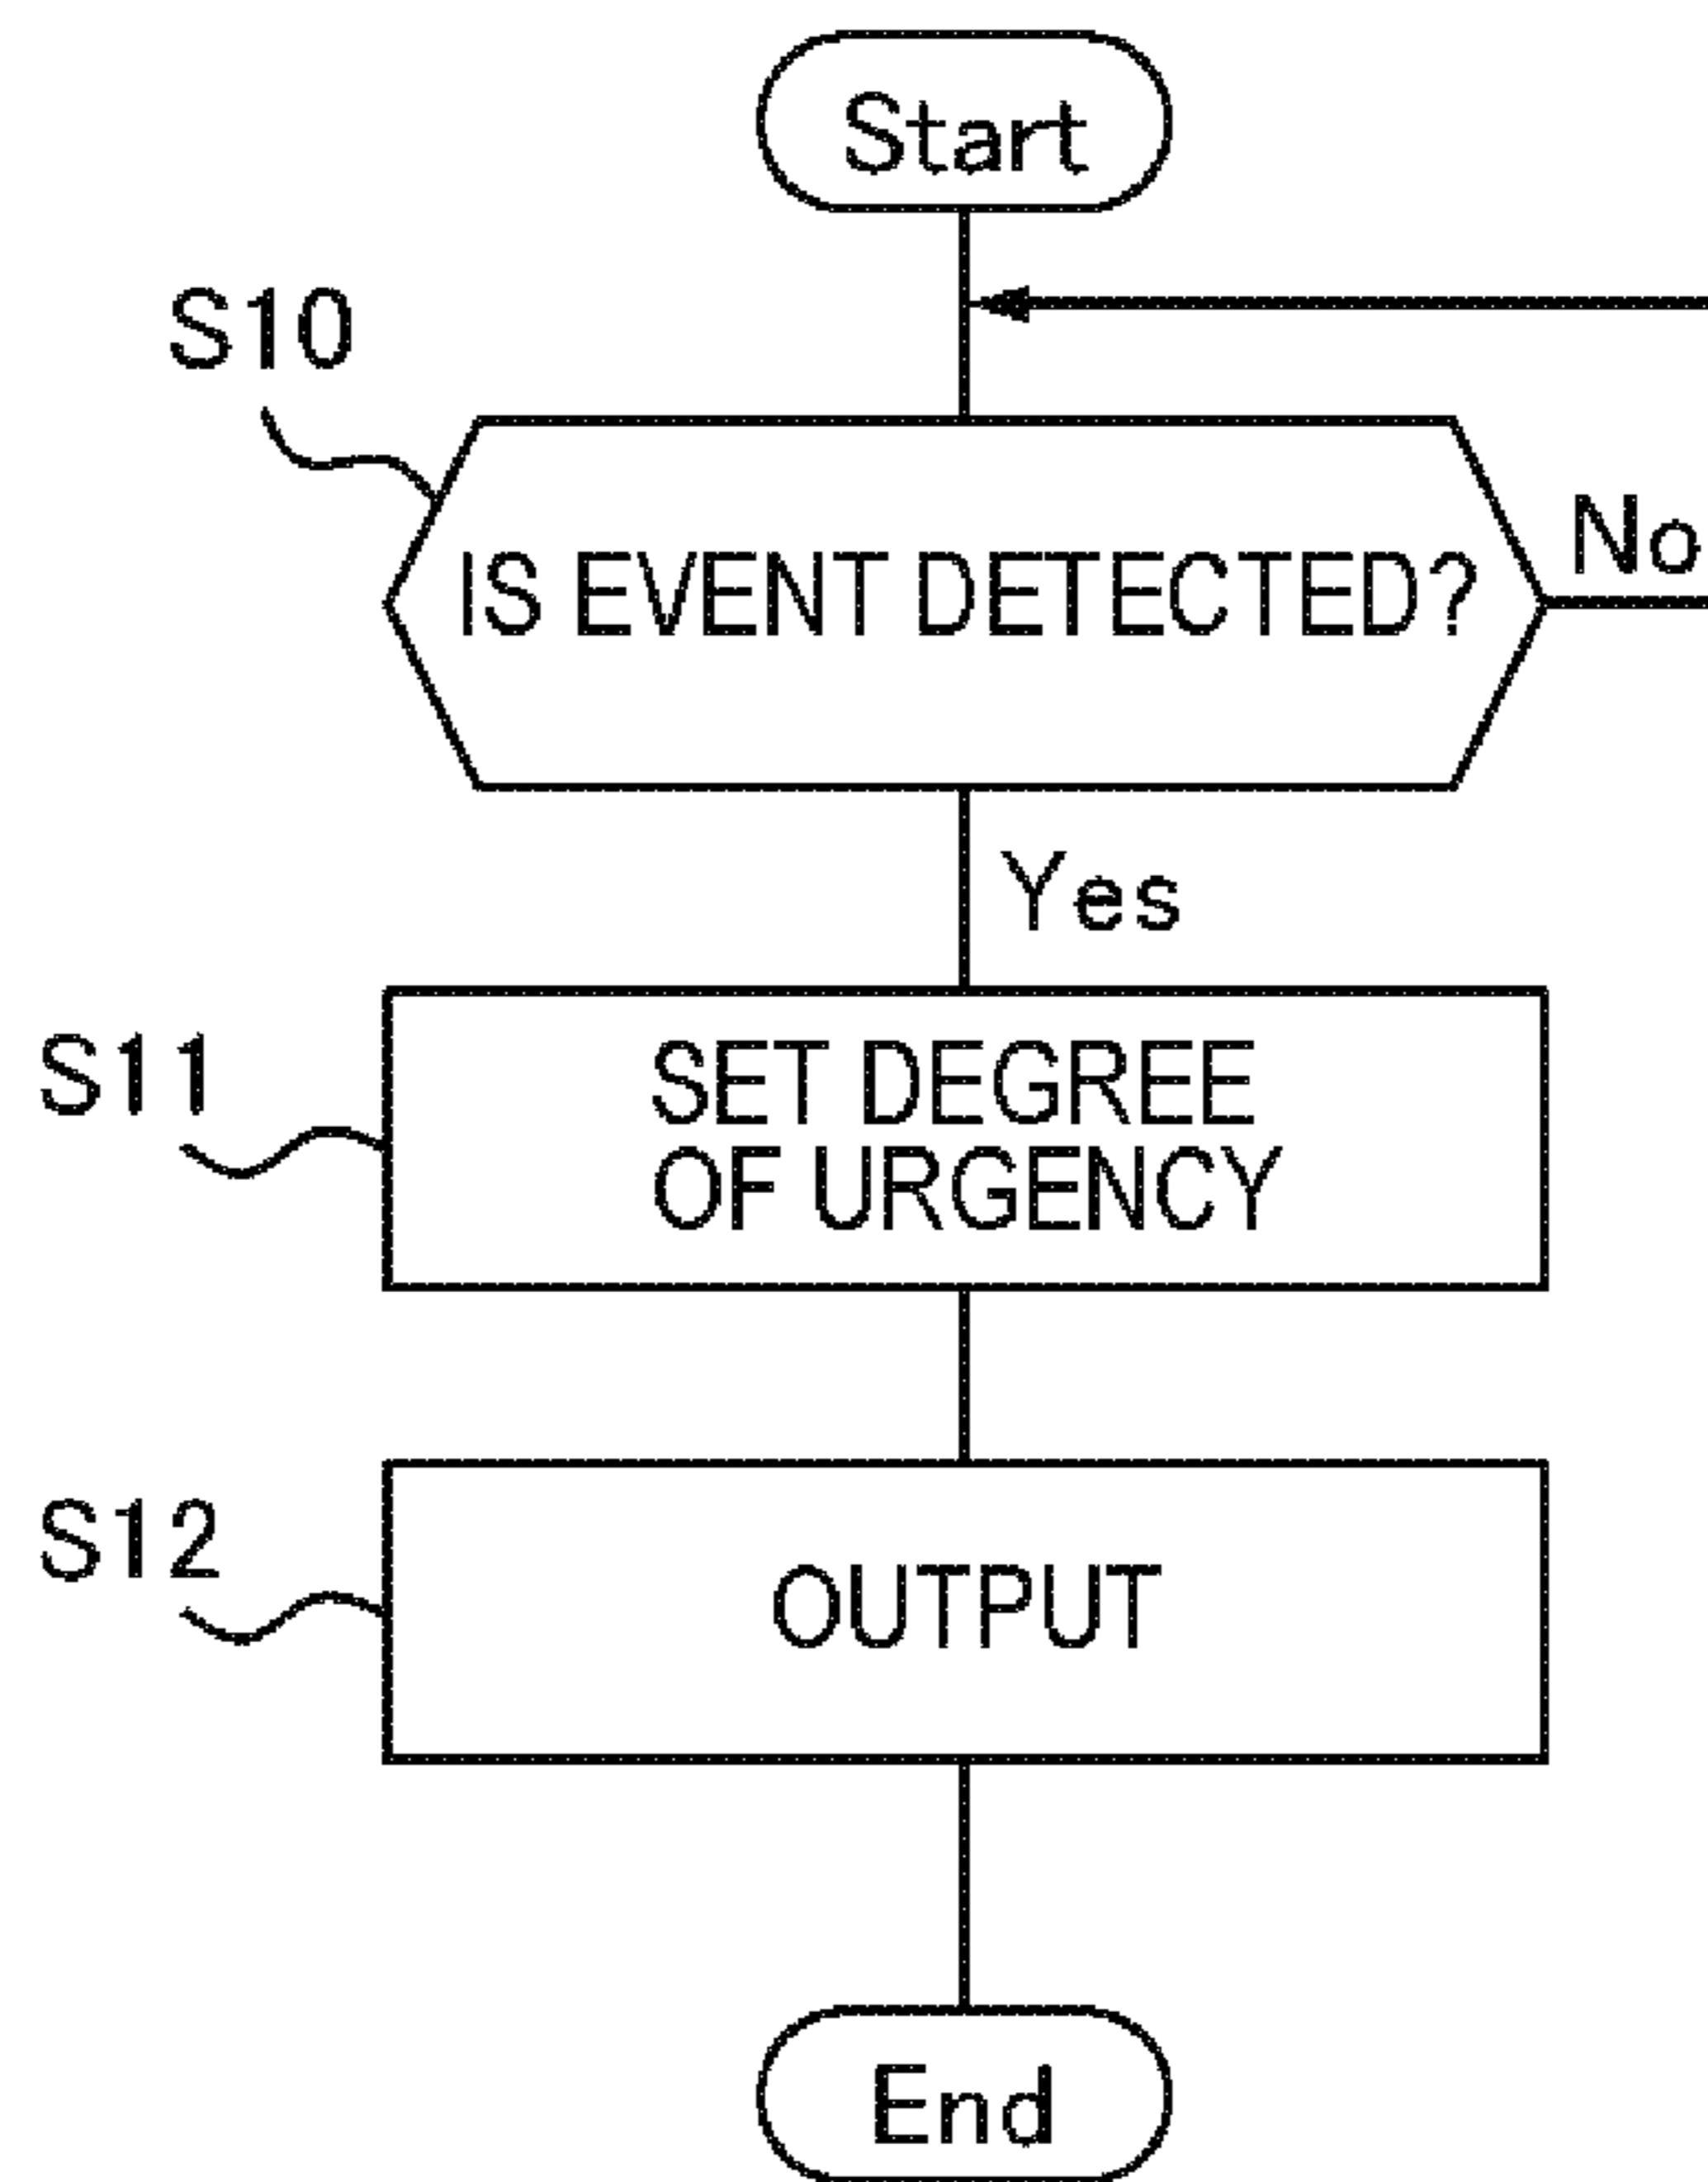 Start
S10
IS EVENT DETECTED?
No
Yes
S11
SET DEGREE
OF URGENCY
S12
OUTPUT
End